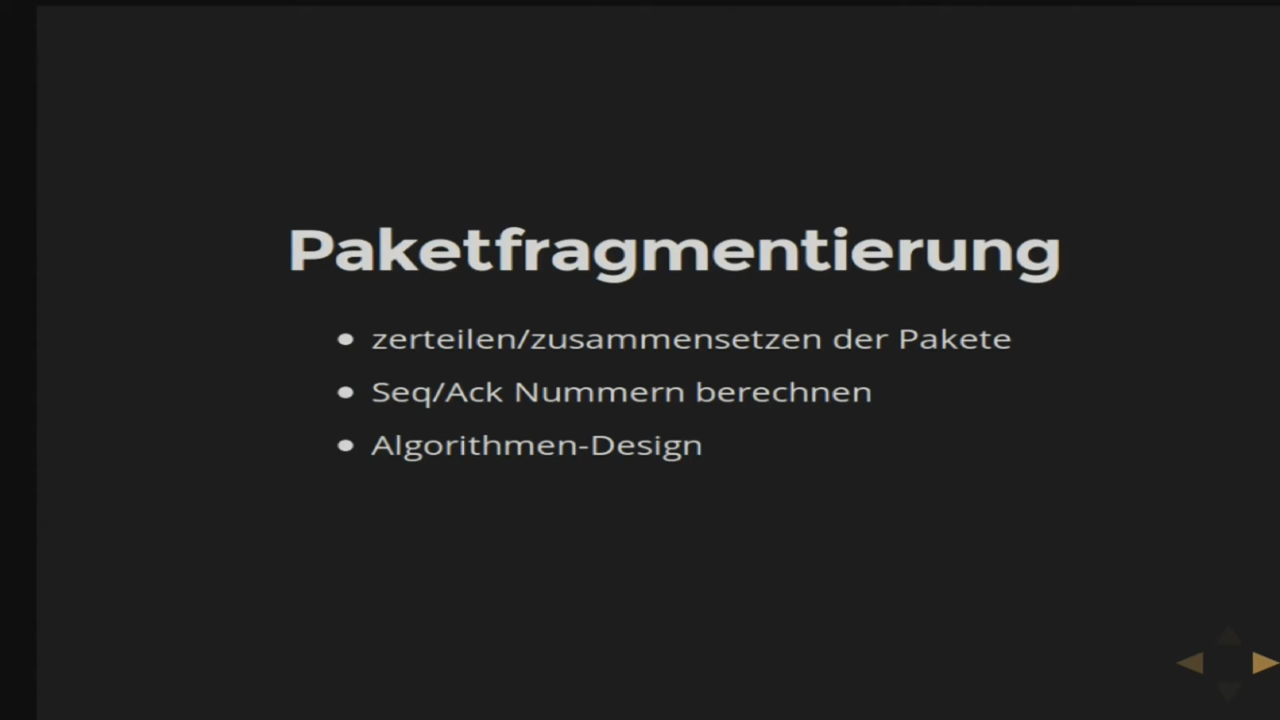 Paketfragmentierung
zerteilen/zusammensetzen der Pakete
Seq/Ack Nummern berechnen
Algorithmen-Design